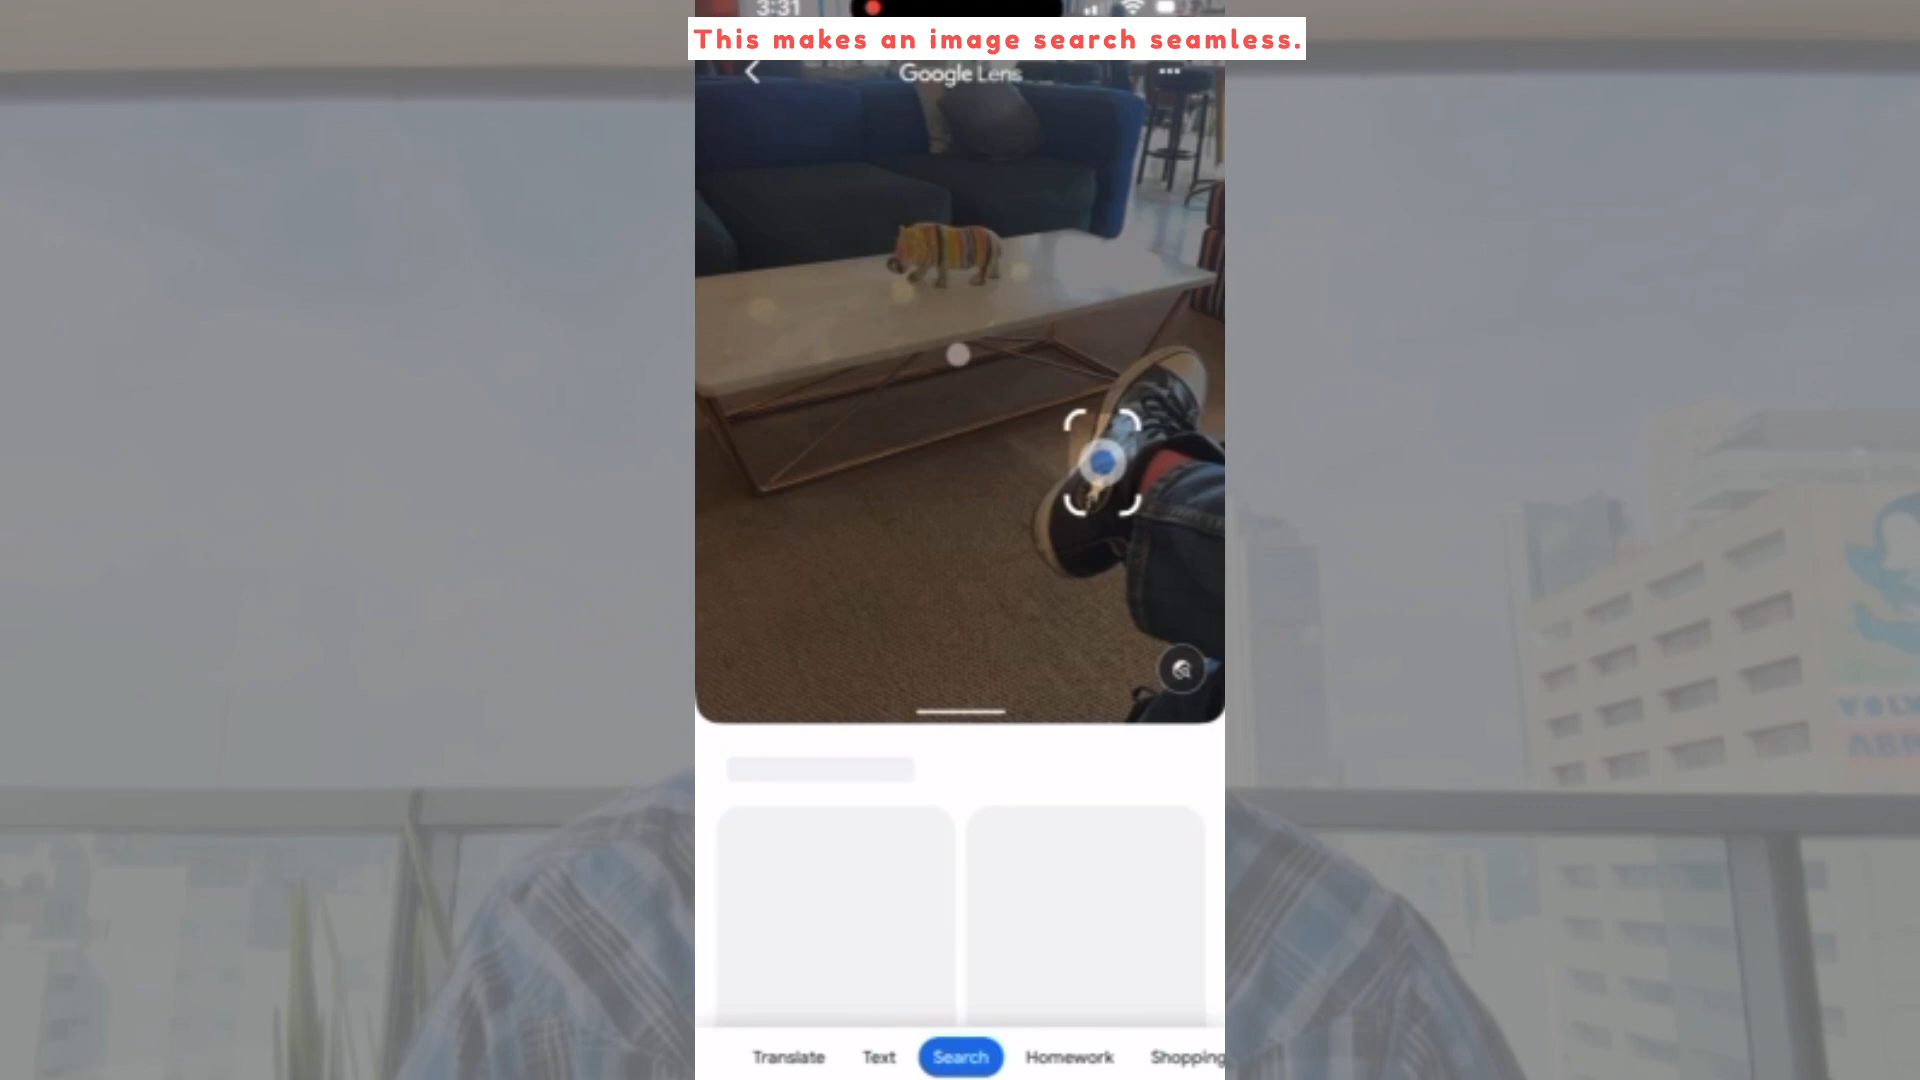 3:31
This makes an image search seamless.
Google Lens
Translate Text Search Homework Shopping